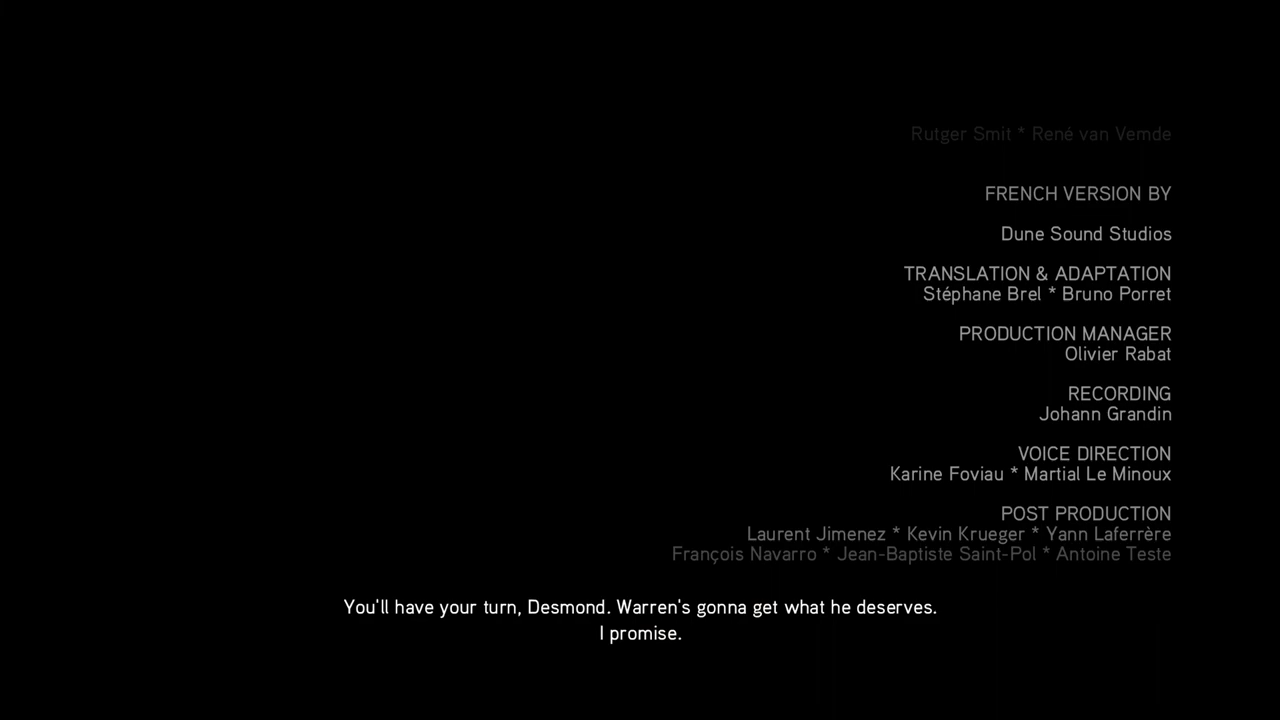 Rutger Smit * René van Vemde
FRENCH VERSION BY
Dune Sound Studios
TRANSLATION & ADAPTATION
Stéphane Brel * Bruno Porret
PRODUCTION MANAGER
Olivier Rabat
RECORDING
Johann Grandin
VOICE DIRECTION
Karine Foviau * Martial Le Minoux
POST PRODUCTION
Laurent Jimenez * Kevin Krueger * Yann Laferrère
François Navarro * Jean-Baptiste Saint-Pol * Antoine Teste
You'll have your turn, Desmond. Warren's gonna get what he deserves.
I promise.